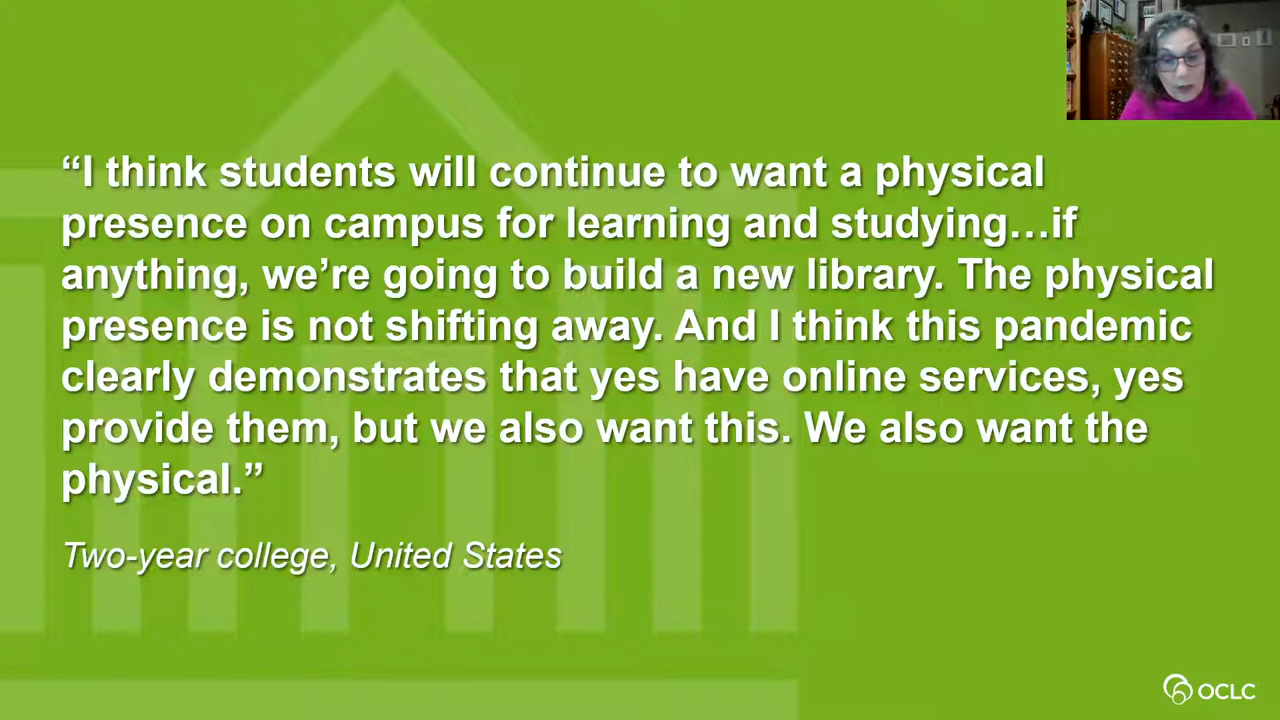 “I think students will continue to want a physical
presence on campus for learning and studying…if
anything, we’re going to build a new library. The physical
presence is not shifting away. And I think this pandemic
clearly demonstrates that yes have online services, yes
provide them, but we also want this. We also want the
physical.”
Two-year college, United States
OCLC